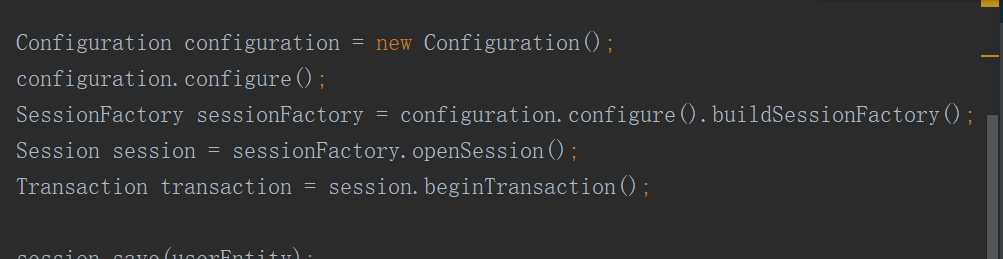 Configuration configuration = new Configuration();
configuration.configure();
SessionFactory sessionFactory = configuration.configure().buildSessionFactory();
Session session = sessionFactory.openSession();
Transaction transaction = session.beginTransaction();
session.save(userEntity);